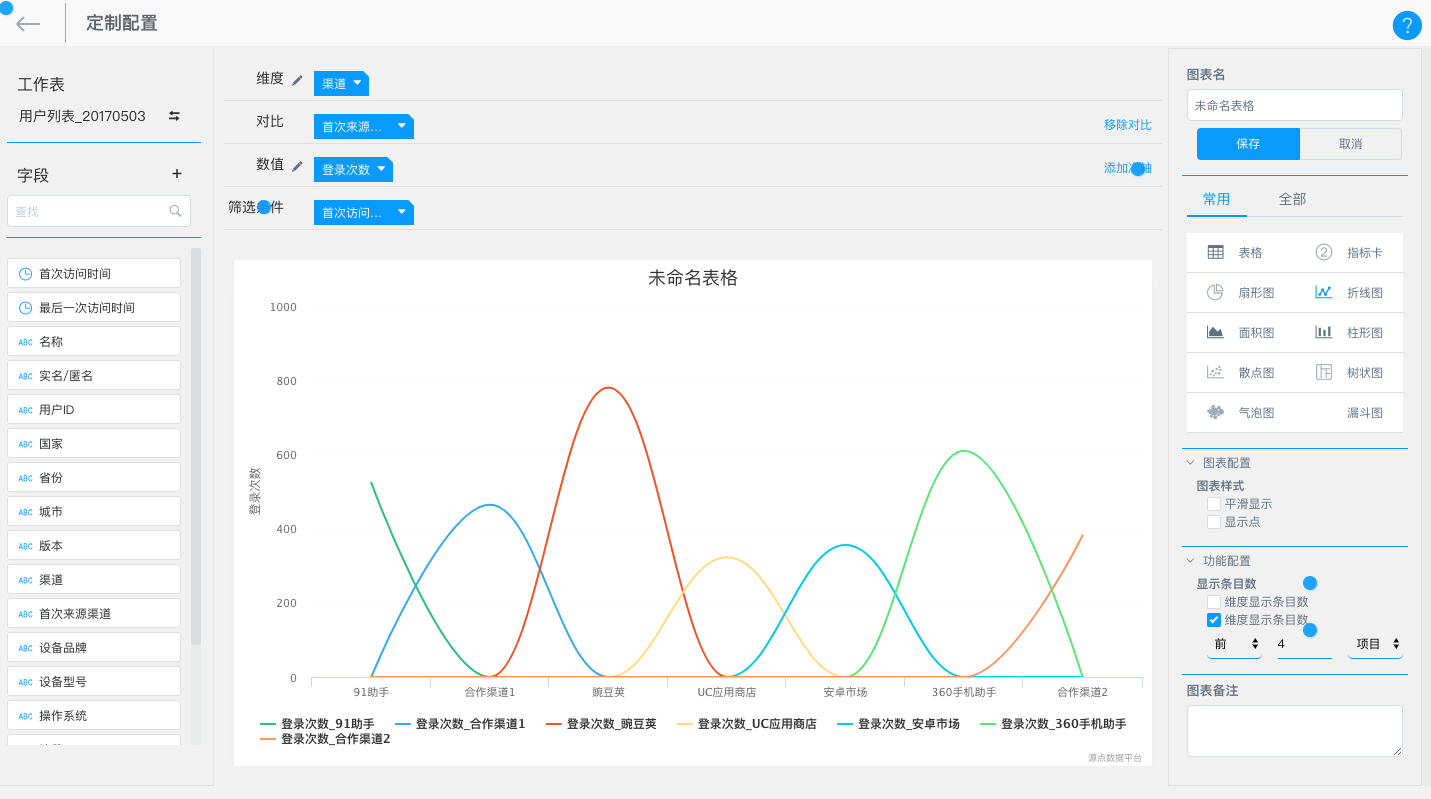 定制配置
?
工作表
用户列表_20170503
字段
+
查找
首次访问时间
最后一次访问时间
ABC 名称
ABC 实名/匿名
ABC 用户ID
ABC 国家
ABC 省份
ABC 城市
ABC 版本
ABC 渠道
ABC 首次来源渠道
ABC 设备品牌
ABC 设备型号
ABC 操作系统
维度
渠道
对比
首次来源...
移除对比
数值
登录次数
添加次轴
筛选条件
首次访问...
未命名表格
1000
800
600
400
200
0
登录次数
91助手
合作渠道1
豌豆荚
UC应用商店
安卓市场
360手机助手
合作渠道2
登录次数_91助手
登录次数_合作渠道1
登录次数_豌豆荚
登录次数_UC应用商店
登录次数_安卓市场
登录次数_360手机助手
登录次数_合作渠道2
源点数据平台
图表名
未命名表格
保存
取消
常用
全部
表格
2 指标卡
扇形图
折线图
面积图
柱形图
散点图
树状图
气泡图
漏斗图
图表配置
图表样式
平滑显示
显示点
功能配置
显示条目数
维度显示条目数
维度显示条目数
前
4
项目
图表备注